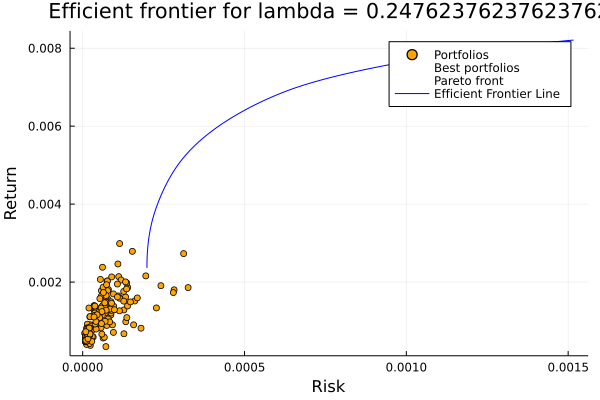 Efficient frontier for lambda = 0.2476237623762376
0.008
Portfolios
Best portfolios
Pareto front
Efficient Frontier Line
0.006
0.004
0.002
Return
0.0000
0.0005
0.0010
0.0015
Risk